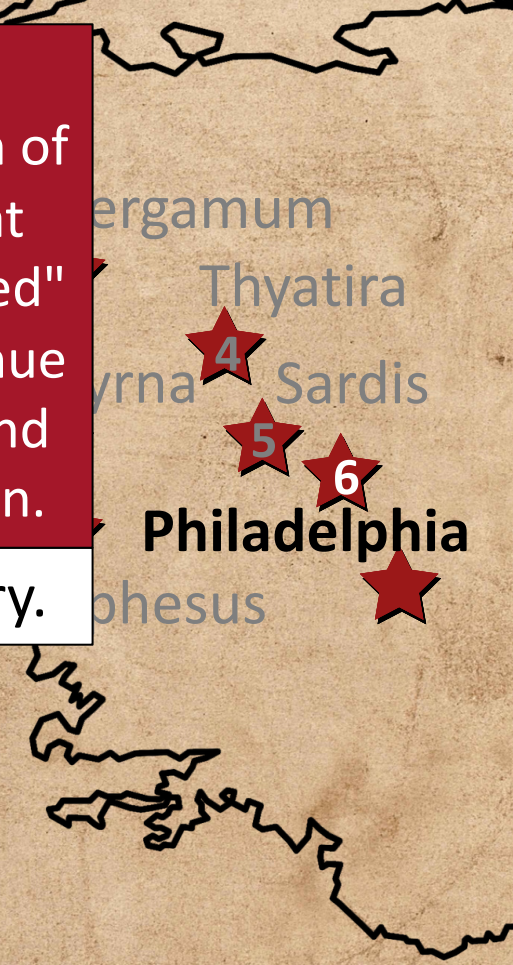 n of
nt
ed"
nue
nd
n.
ry.
ergamum
Thyatira
4
yrna
Sardis
5
6
Philadelphia
phesus